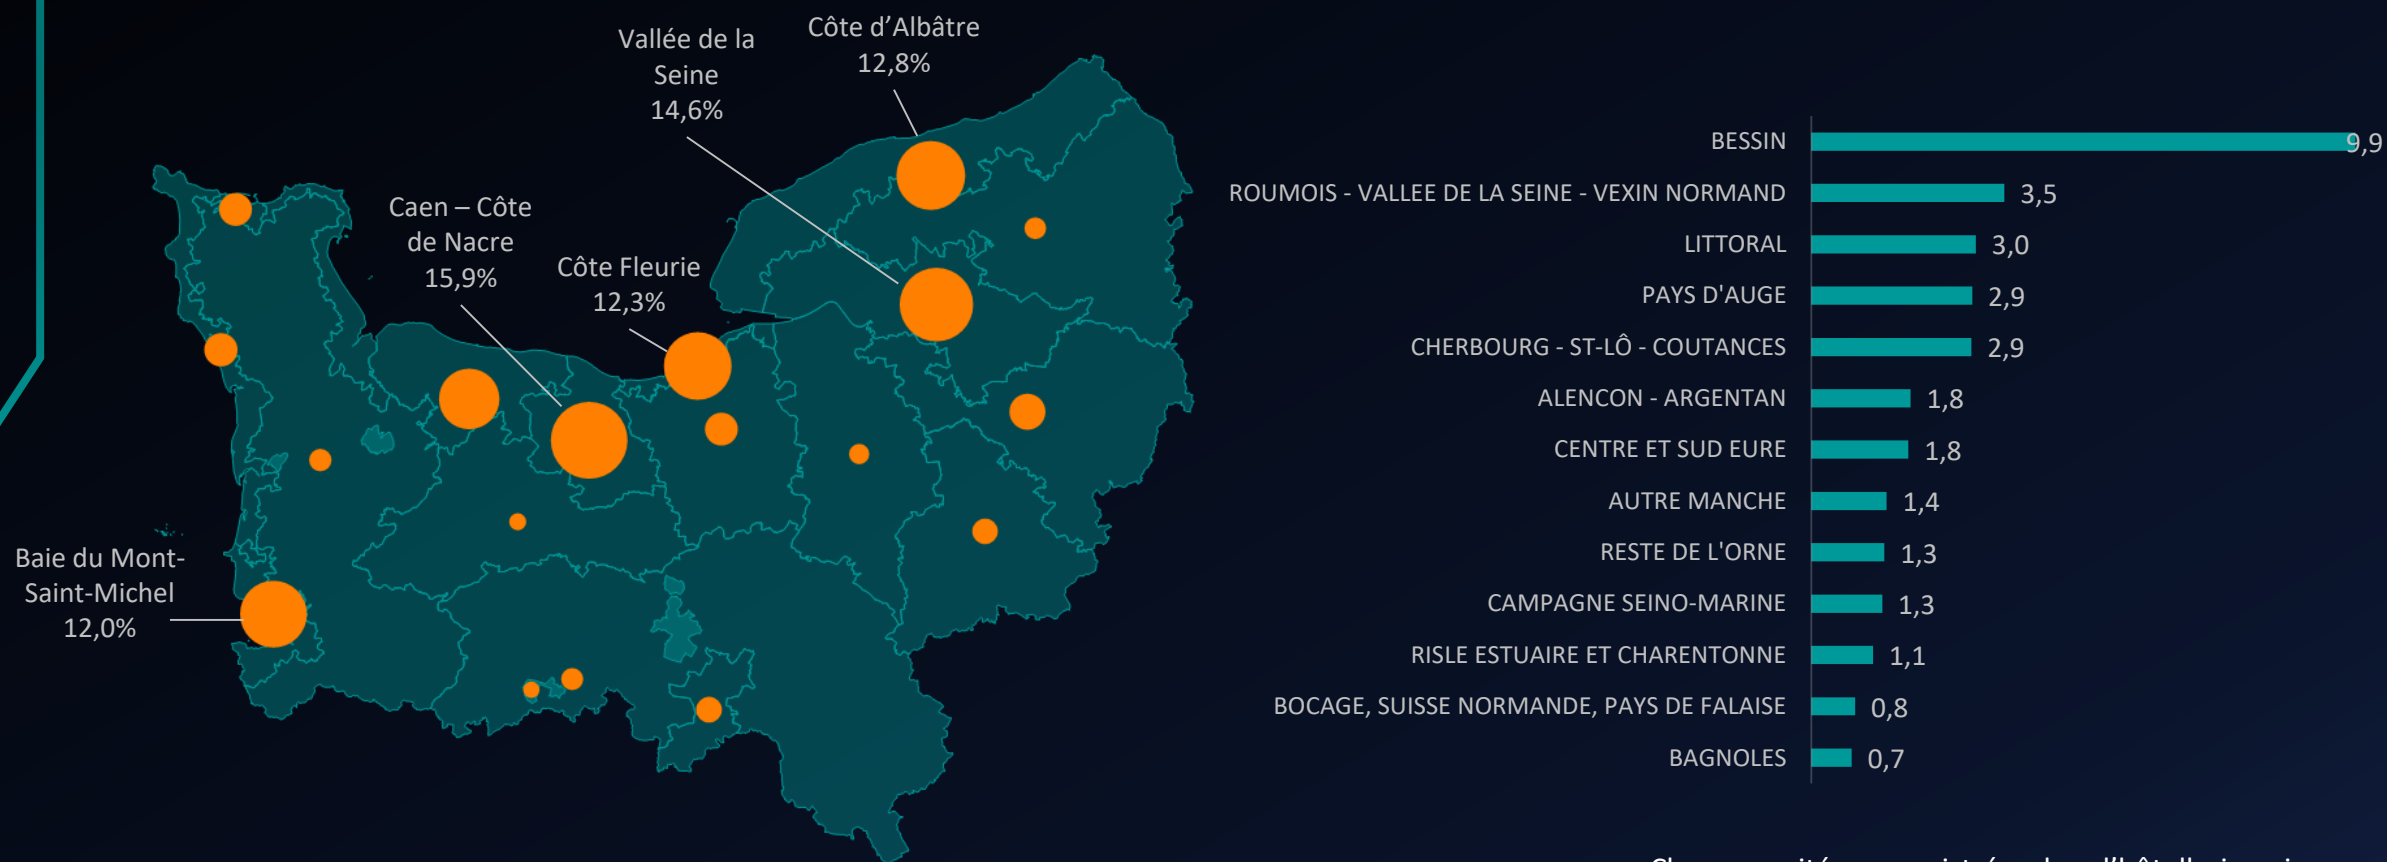 Côte d’Albâtre
12,8%
Vallée de la
Seine
14,6%
Caen – Côte
de Nacre
15,9%
Côte Fleurie
12,3%
Baie du Mont-
Saint-Michel
12,0%
BESSIN 9,9
ROUMOIS - VALLEE DE LA SEINE - VEXIN NORMAND 3,5
LITTORAL 3,0
PAYS D'AUGE 2,9
CHERBOURG - ST-LÔ - COUTANCES 2,9
ALENCON - ARGENTAN 1,8
CENTRE ET SUD EURE 1,8
AUTRE MANCHE 1,4
RESTE DE L'ORNE 1,3
CAMPAGNE SEINO-MARINE 1,3
RISLE ESTUAIRE ET CHARENTONNE 1,1
BOCAGE, SUISSE NORMANDE, PAYS DE FALAISE 0,8
BAGNOLES 0,7